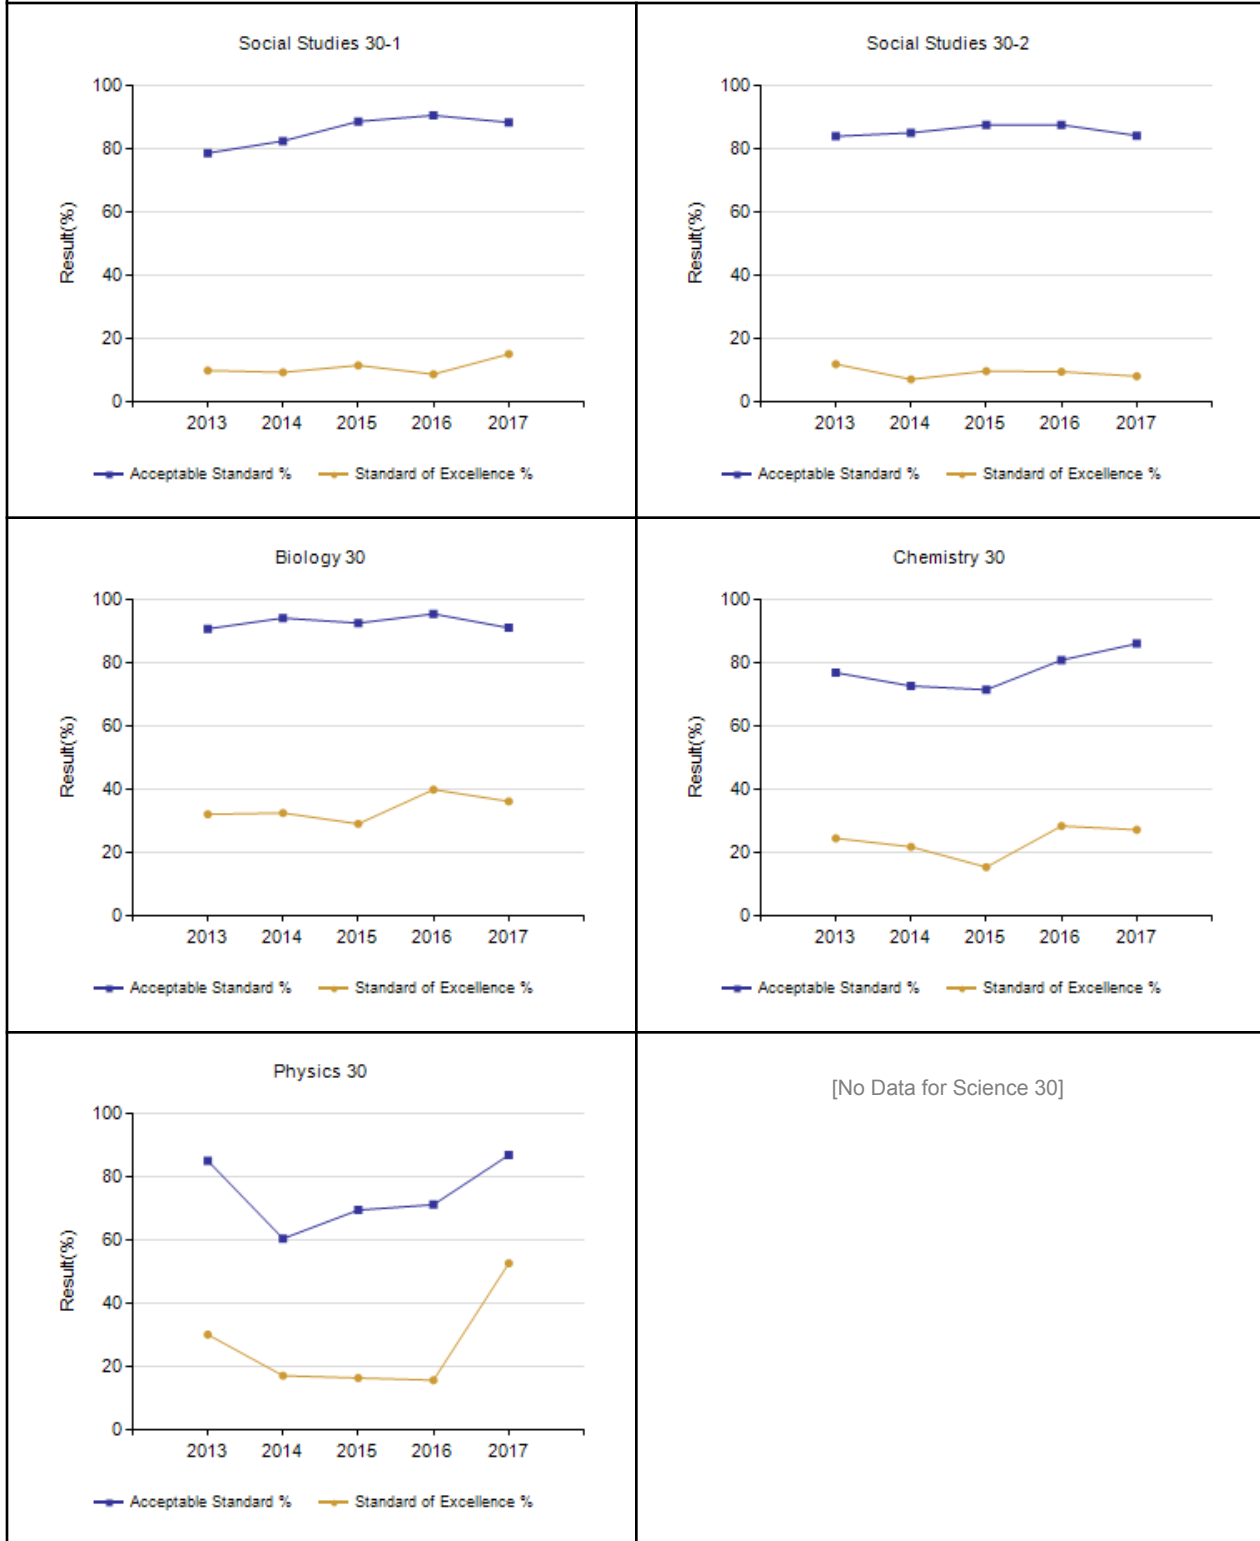 Social Studies 30-1
100
80
60
40
20
0
Result(%)
2013 2014 2015 2016 2017
Acceptable Standard % Standard of Excellence %
Social Studies 30-2
100
80
60
40
20
0
Result(%)
2013 2014 2015 2016 2017
Acceptable Standard % Standard of Excellence %
Biology 30
100
80
60
40
20
0
Result(%)
2013 2014 2015 2016 2017
Acceptable Standard % Standard of Excellence %
Chemistry 30
100
80
60
40
20
0
Result(%)
2013 2014 2015 2016 2017
Acceptable Standard % Standard of Excellence %
Physics 30
100
80
60
40
20
0
Result(%)
2013 2014 2015 2016 2017
Acceptable Standard % Standard of Excellence %
[No Data for Science 30]